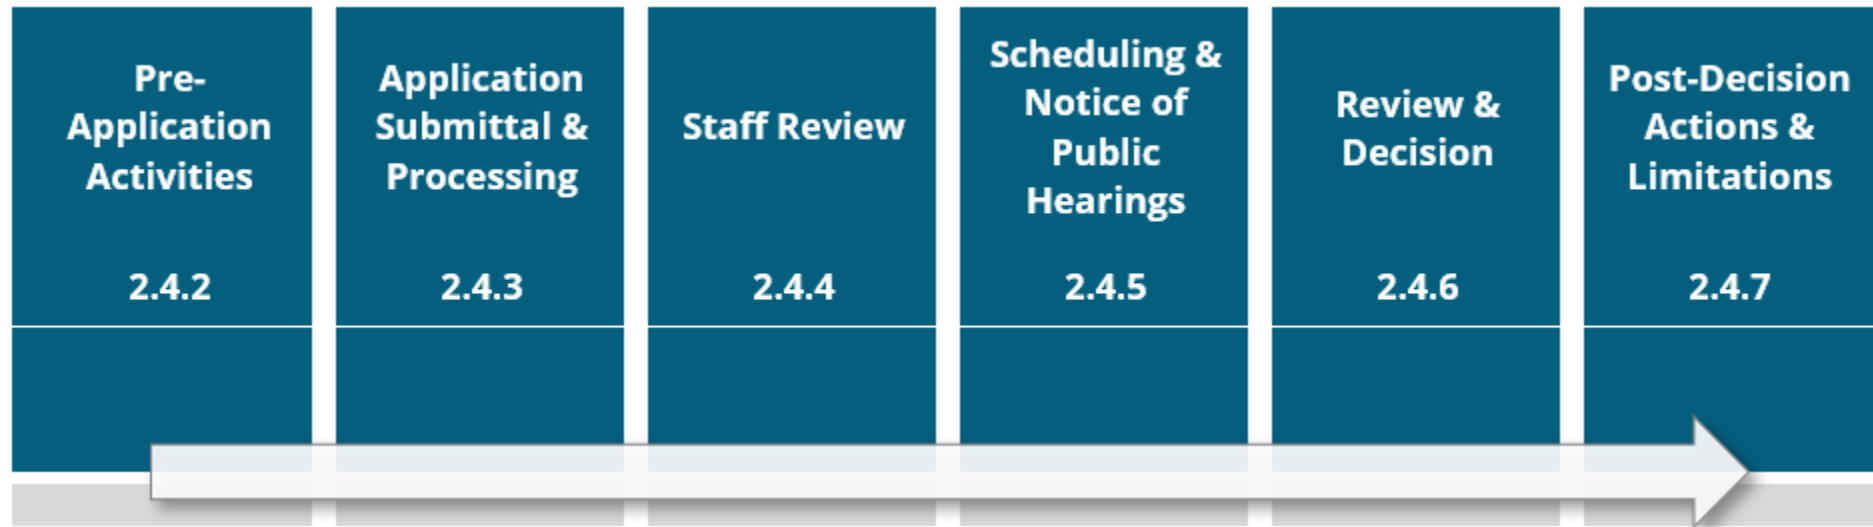 Pre-
Application
Activities
2.4.2
Application
Submittal &
Processing
2.4.3
Staff Review
2.4.4
Scheduling &
Notice of
Public
Hearings
2.4.5
Review &
Decision
2.4.6
Post-Decision
Actions &
Limitations
2.4.7